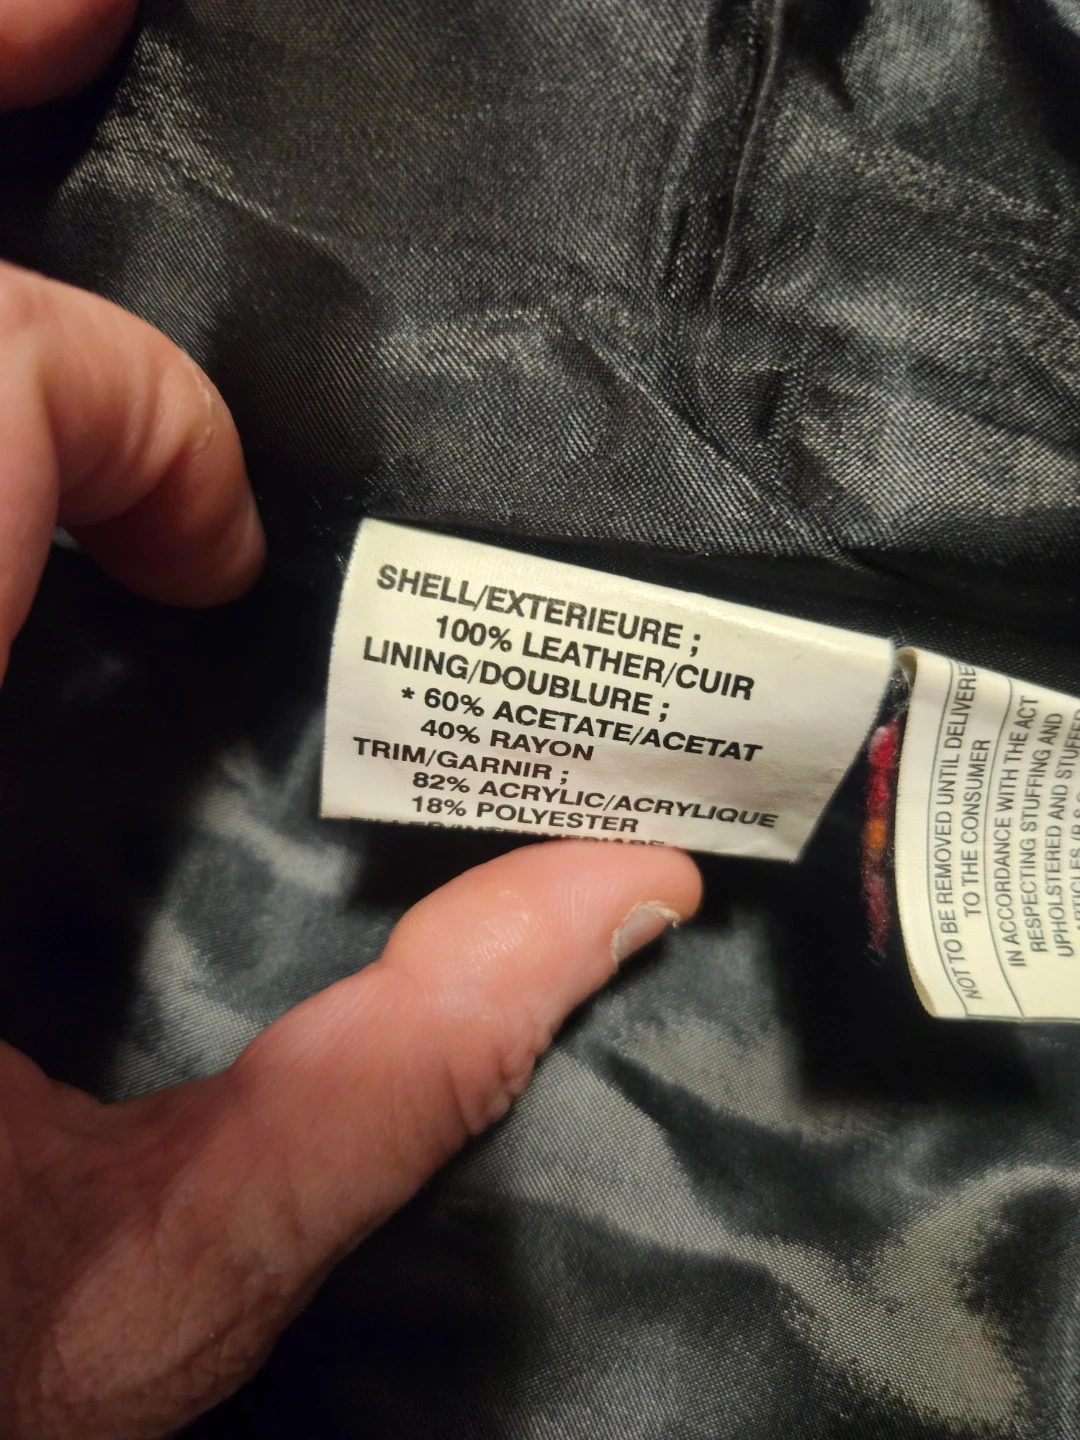 SHELL/EXTERIEURE ;
100% LEATHER/CUIR
LINING/DOUBLURE ;
* 60% ACETATE/ACETAT
40% RAYON
TRIM/GARNIR ;
82% ACRYLIC/ACRYLIQUE
18% POLYESTER
NOT TO BE REMOVED UNTIL DELIVERE
TO THE CONSUMER
IN ACCORDANCE WITH THE ACT
RESPECTING STUFFING AND
UPHOLSTERED AND STUFFED